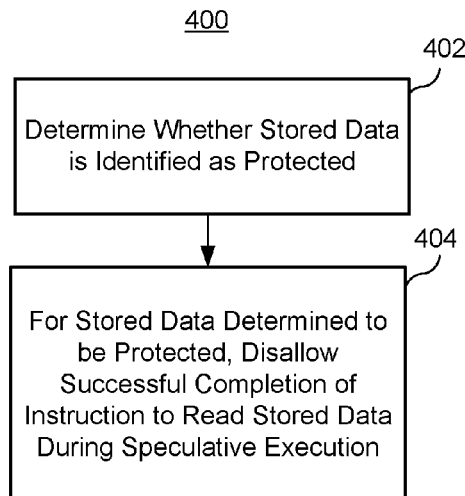 400
402
Determine Whether Stored Data
is Identified as Protected
404
For Stored Data Determined to
be Protected, Disallow
Successful Completion of
Instruction to Read Stored Data
During Speculative Execution